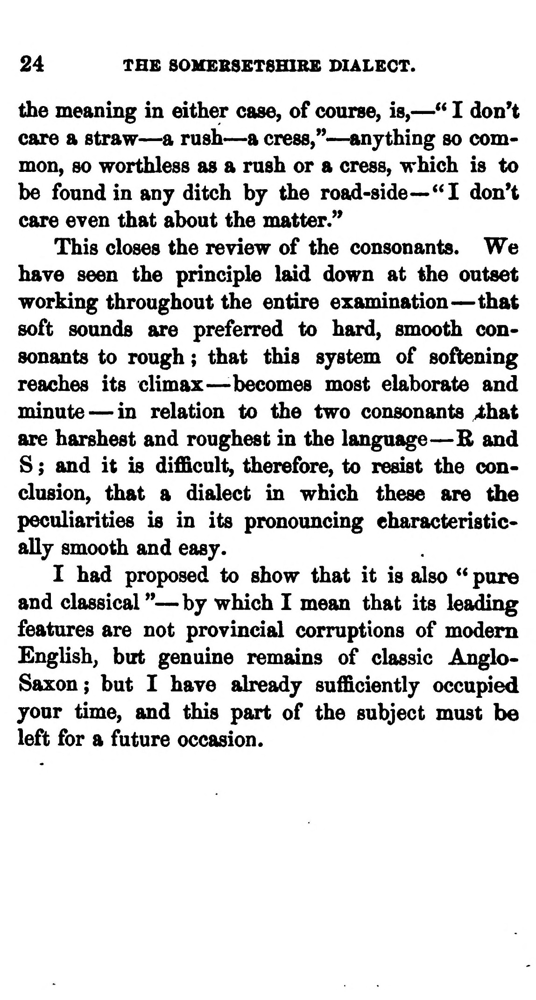 24 THE SOMERSETSHIRE DIALECT.
the meaning in either case, of course, is,—“ I don’t
care a straw—a rush—a cress,”—anything so com-
mon, so worthless as a rush or a cress, which is to
be found in any ditch by the road-side—“ I don’t
care even that about the matter.”
This closes the review of the consonants. We
have seen the principle laid down at the outset
working throughout the entire examination—that
soft sounds are preferred to hard, smooth con-
sonants to rough ; that this system of softening
reaches its climax—becomes most elaborate and
minute—in relation to the two consonants that
are harshest and roughest in the language—R and
S ; and it is difficult, therefore, to resist the con-
clusion, that a dialect in which these are the
peculiarities is in its pronouncing characteristic-
ally smooth and easy.
I had proposed to show that it is also “ pure
and classical ”—by which I mean that its leading
features are not provincial corruptions of modern
English, but genuine remains of classic Anglo-
Saxon ; but I have already sufficiently occupied
your time, and this part of the subject must be
left for a future occasion.